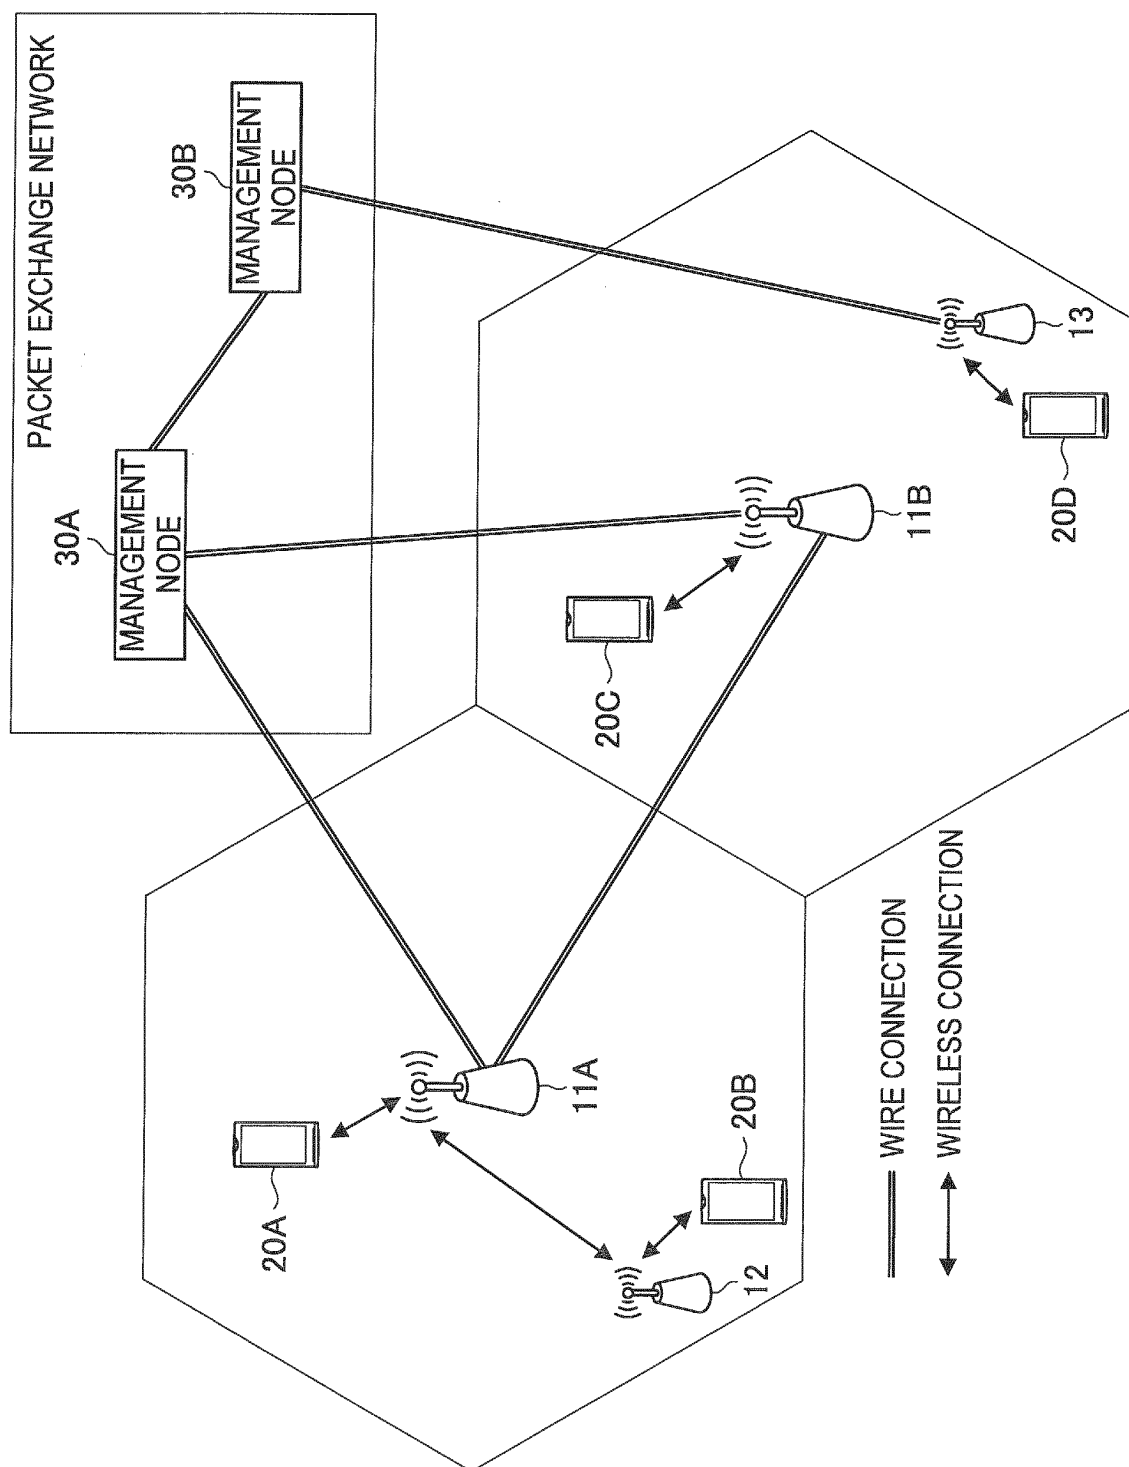 PACKET EXCHANGE NETWORK
30A
MANAGEMENT
NODE
30B
MANAGEMENT
NODE
20A
11A
20B
12
20C
11B
20D
13
WIRE CONNECTION
WIRELESS CONNECTION